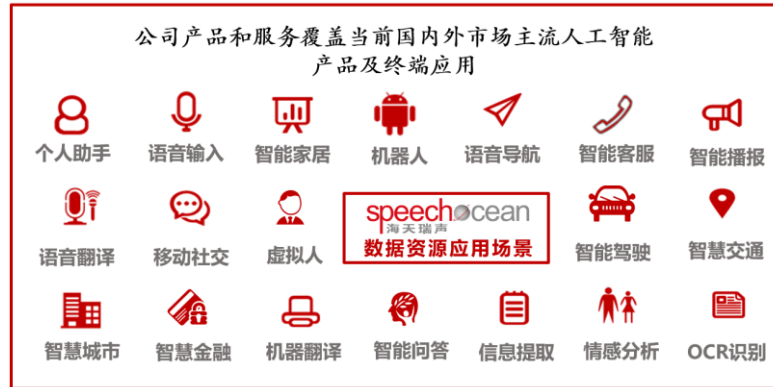 公司产品和服务覆盖当前国内外市场主流人工智能
产品及终端应用
个人助手 语音输入 智能家居 机器人 语音导航 智能客服 智能播报
speechocean
海天瑞声
数据资源应用场景
语音翻译 移动社交 虚拟人 智能驾驶 智慧交通
智慧城市 智慧金融 机器翻译 智能问答 信息提取 情感分析 OCR识别